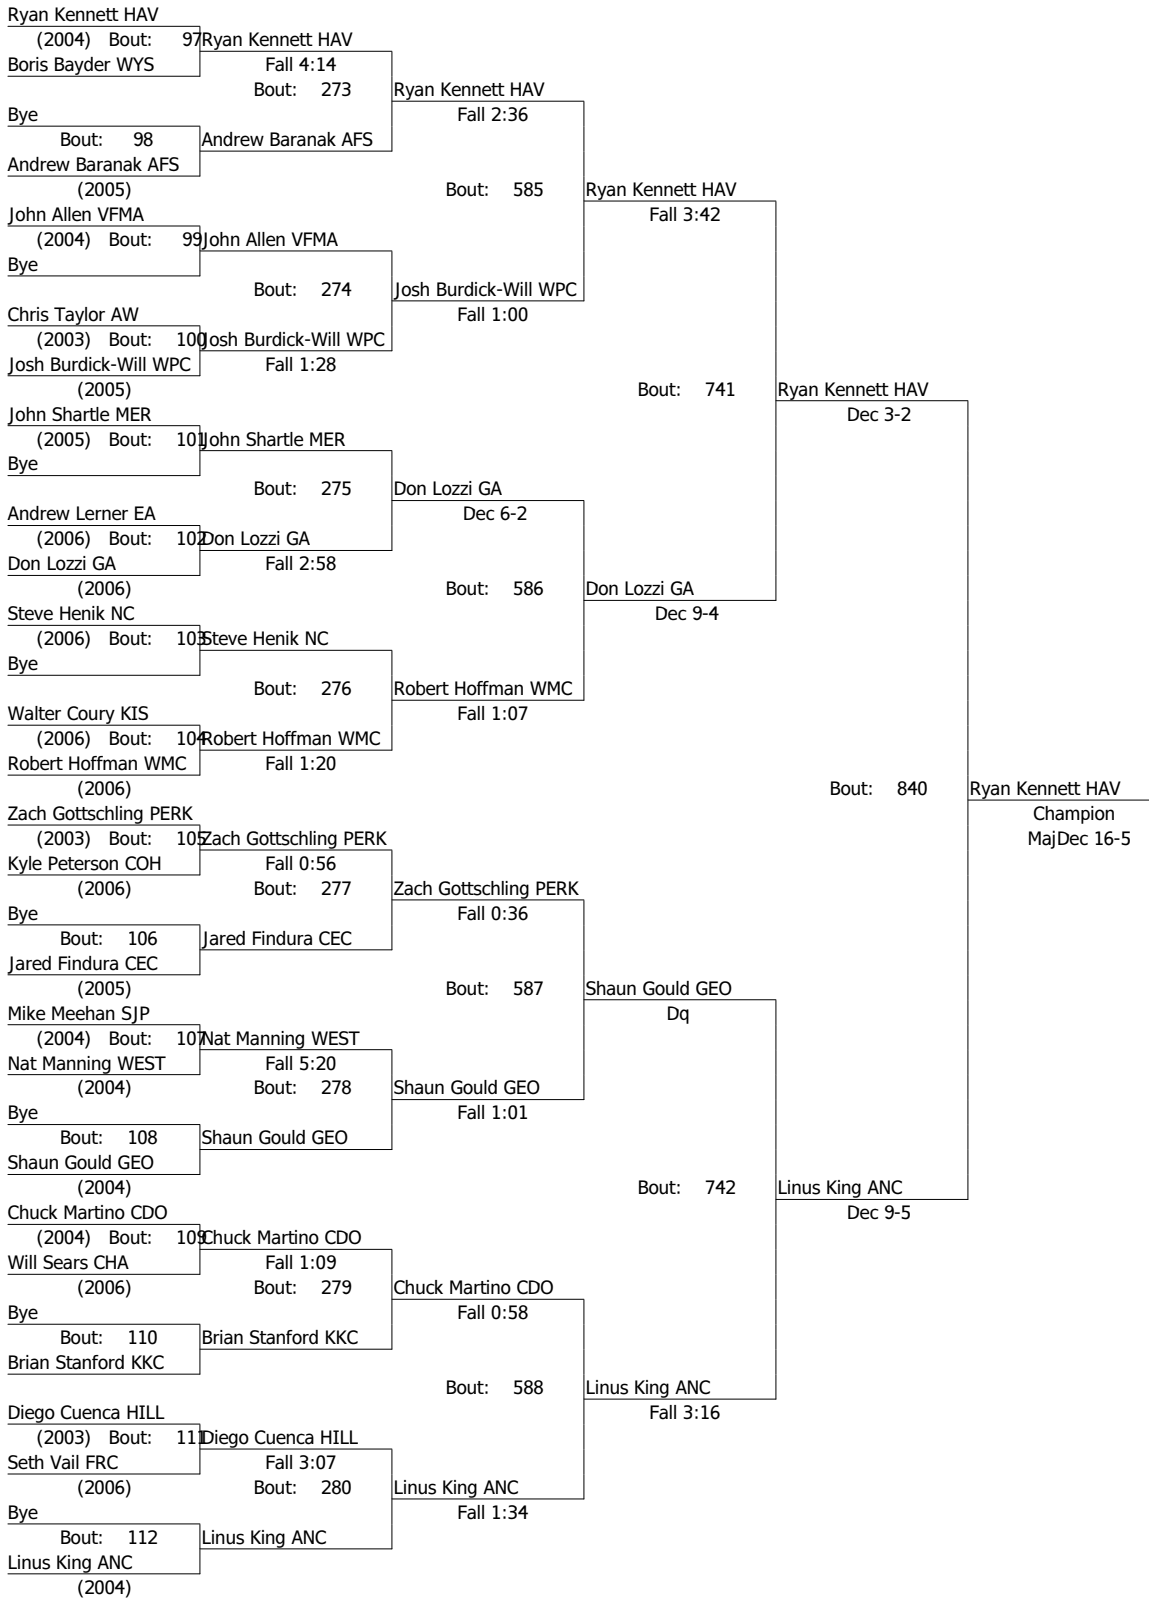 Ryan Kennett HAV
(2004) Bout: 97
Ryan Kennett HAV
Boris Bayder WYS
Fall 4:14
Bout: 273
Ryan Kennett HAV
Bye
Fall 2:36
Bout: 98
Andrew Baranak AFS
Andrew Baranak AFS
(2005)
Bout: 585
Ryan Kennett HAV
John Allen VFMA
Fall 3:42
(2004) Bout: 99
John Allen VFMA
Bye
Bout: 274
Josh Burdick-Will WPC
Chris Taylor AW
Fall 1:00
(2003) Bout: 100
Josh Burdick-Will WPC
Josh Burdick-Will WPC
Fall 1:28
(2005)
Bout: 741
Ryan Kennett HAV
John Shartle MER
Dec 3-2
(2005) Bout: 101
John Shartle MER
Bye
Bout: 275
Don Lozzi GA
Andrew Lerner EA
Dec 6-2
(2006) Bout: 102
Don Lozzi GA
Don Lozzi GA
Fall 2:58
(2006)
Bout: 586
Don Lozzi GA
Steve Henik NC
Dec 9-4
(2006) Bout: 103
Steve Henik NC
Bye
Bout: 276
Robert Hoffman WMC
Walter Coury KIS
Fall 1:07
(2006) Bout: 104
Robert Hoffman WMC
Robert Hoffman WMC
Fall 1:20
(2006)
Bout: 840
Ryan Kennett HAV
Zach Gottschling PERK
Champion
(2003) Bout: 105
Zach Gottschling PERK
MajDec 16-5
Kyle Peterson COH
Fall 0:56
(2006)
Bout: 277
Zach Gottschling PERK
Bye
Fall 0:36
Bout: 106
Jared Findura CEC
Jared Findura CEC
(2005)
Bout: 587
Shaun Gould GEO
Mike Meehan SJP
Dq
(2004) Bout: 107
Nat Manning WEST
Nat Manning WEST
Fall 5:20
(2004)
Bout: 278
Shaun Gould GEO
Bye
Fall 1:01
Bout: 108
Shaun Gould GEO
Shaun Gould GEO
(2004)
Bout: 742
Linus King ANC
Chuck Martino CDO
Dec 9-5
(2004) Bout: 109
Chuck Martino CDO
Will Sears CHA
Fall 1:09
(2006)
Bout: 279
Chuck Martino CDO
Bye
Fall 0:58
Bout: 110
Brian Stanford KKC
Brian Stanford KKC
Bout: 588
Linus King ANC
Diego Cuenca HILL
Fall 3:16
(2003) Bout: 111
Diego Cuenca HILL
Seth Vail FRC
Fall 3:07
(2006)
Bout: 280
Linus King ANC
Bye
Fall 1:34
Bout: 112
Linus King ANC
Linus King ANC
(2004)